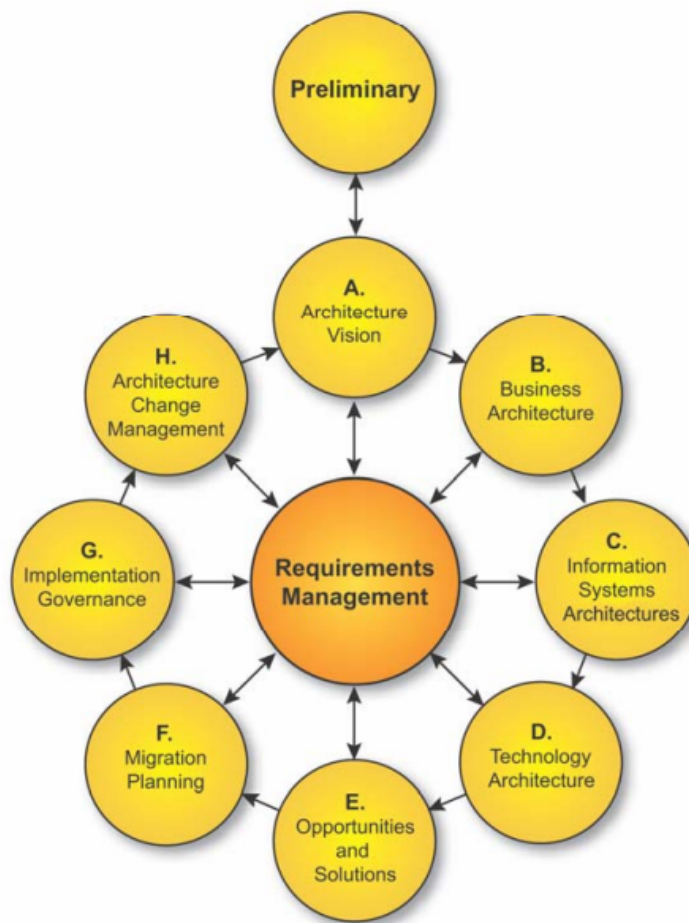 Preliminary
A.
Architecture
Vision
B.
Business
Architecture
C.
Information
Systems
Architectures
D.
Technology
Architecture
E.
Opportunities
and
Solutions
F.
Migration
Planning
G.
Implementation
Governance
H.
Architecture
Change
Management
Requirements
Management